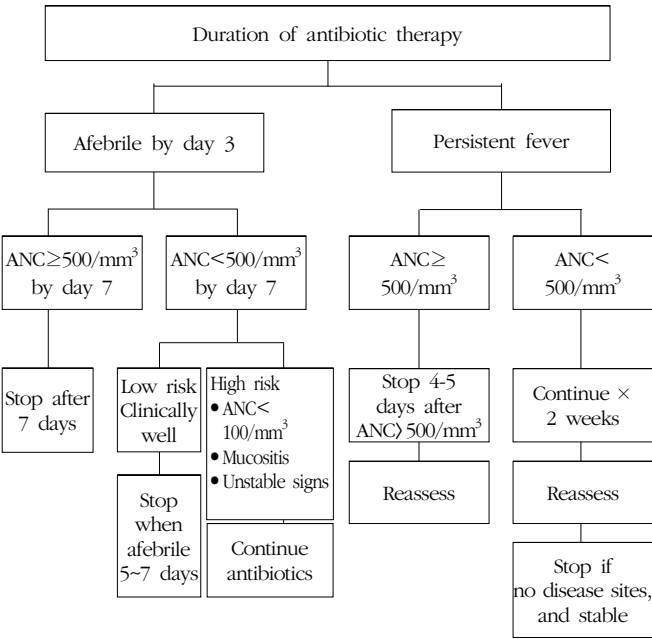 Duration of antibiotic therapy
Afebrile by day 3
Persistent fever
ANC≥500/mm³
by day 7
ANC<500/mm³
by day 7
ANC≥
500/mm³
ANC<
500/mm³
Stop after
7 days
Low risk
Clinically
well
High risk
●ANC<
100/mm³
●Mucositis
●Unstable signs
Stop 4-5
days after
ANC>500/mm³
Continue ×
2 weeks
Stop
when
afebrile
5~7 days
Continue
antibiotics
Reassess
Reassess
Stop if
no disease sites,
and stable